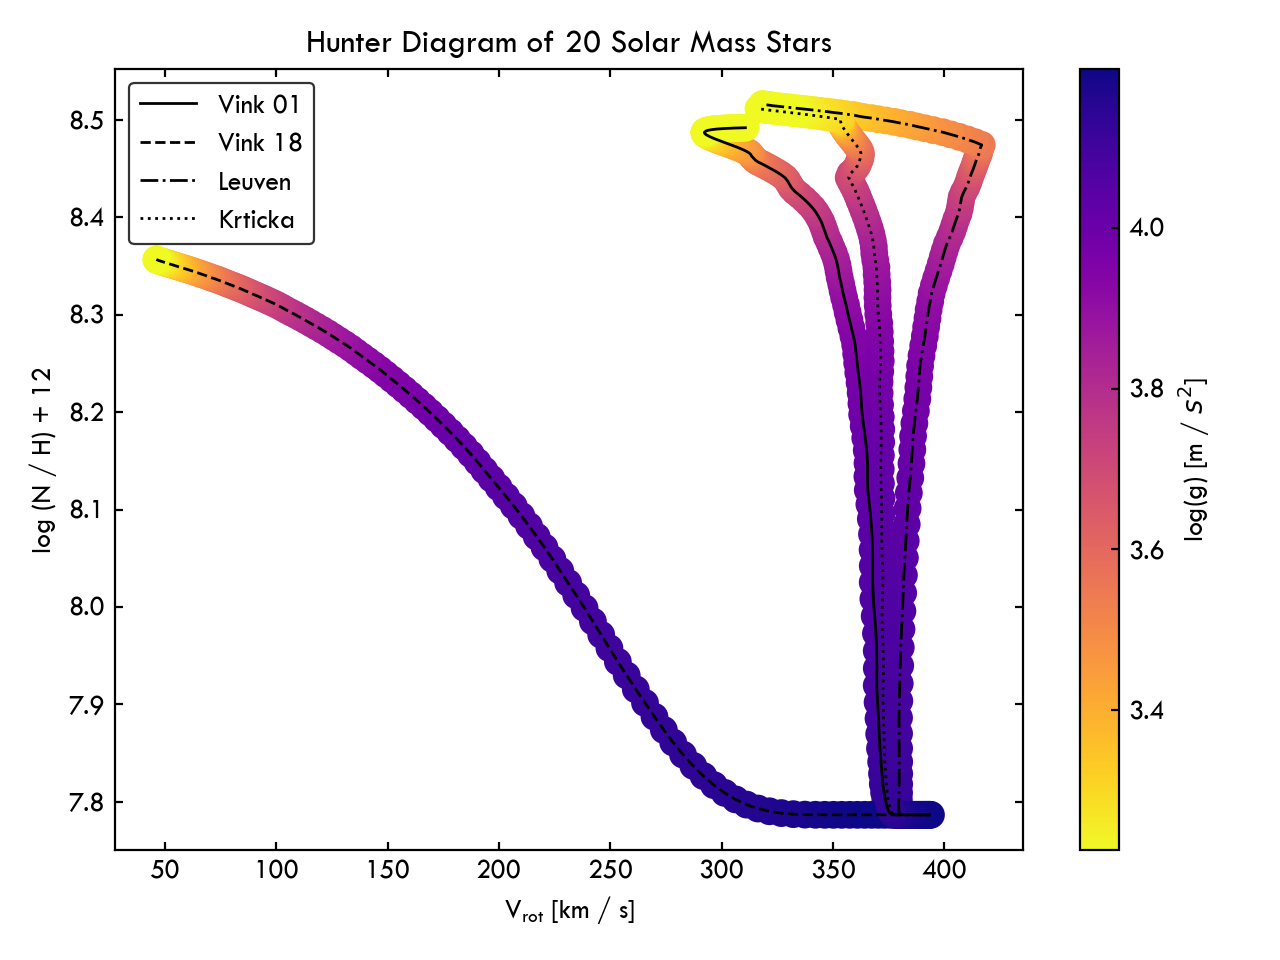 Hunter Diagram of 20 Solar Mass Stars
Vink 01
Vink 18
Leuven
Krticka
8.5
8.4
8.3
8.2
8.1
8.0
7.9
7.8
log (N / H) + 12
50 100 150 200 250 300 350 400
V_rot [km / s]
4.0
3.8
3.6
3.4
log(g) [m / s²]